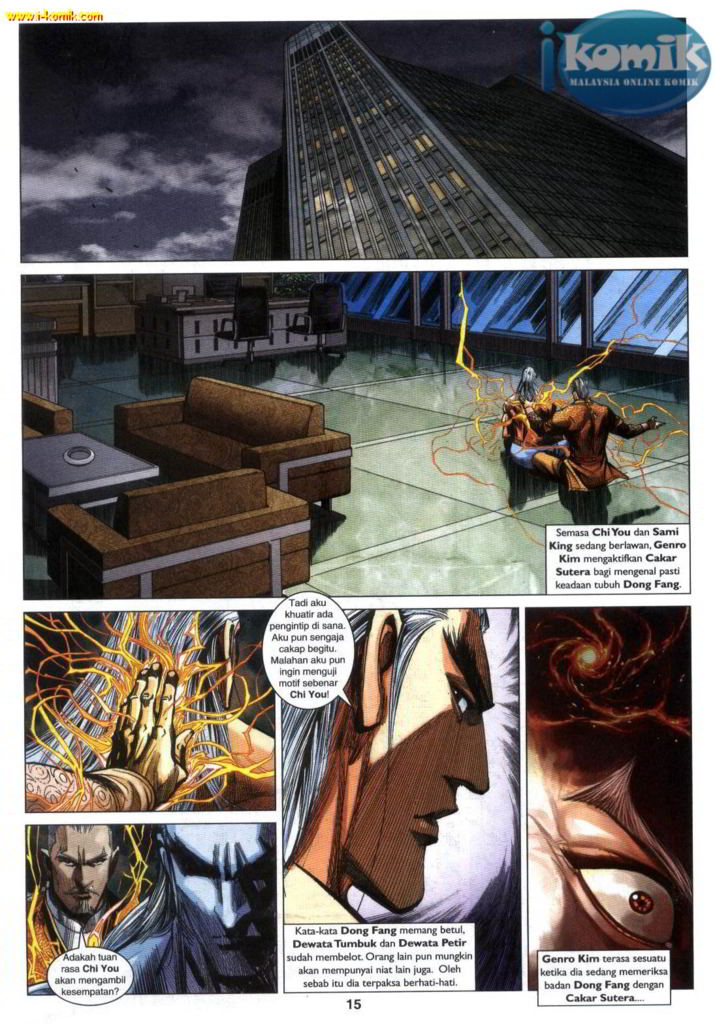 www.i-komik.com
i komik
MALAYSIA ONLINE KOMIK
Semasa Chi You dan Sami
King sedang berlawan, Genro
Kim mengaktifkan Cakar
Sutera bagi mengenal pasti
keadaan tubuh Dong Fang.
Tadi aku
khuatir ada
pengintip di sana.
Aku pun sengaja
cakap begitu.
Malahan aku pun
ingin menguji
motif sebenar
Chi You!
Adakah tuan
rasa Chi You
akan mengambil
kesempatan?
Kata-kata Dong Fang memang betul,
Dewata Tumbuk dan Dewata Petir
sudah membelot. Orang lain pun mungkin
akan mempunyai niat lain juga. Oleh
sebab itu dia terpaksa berhati-hati.
Genro Kim terasa sesuatu
ketika dia sedang memeriksa
badan Dong Fang dengan
Cakar Sutera....
15